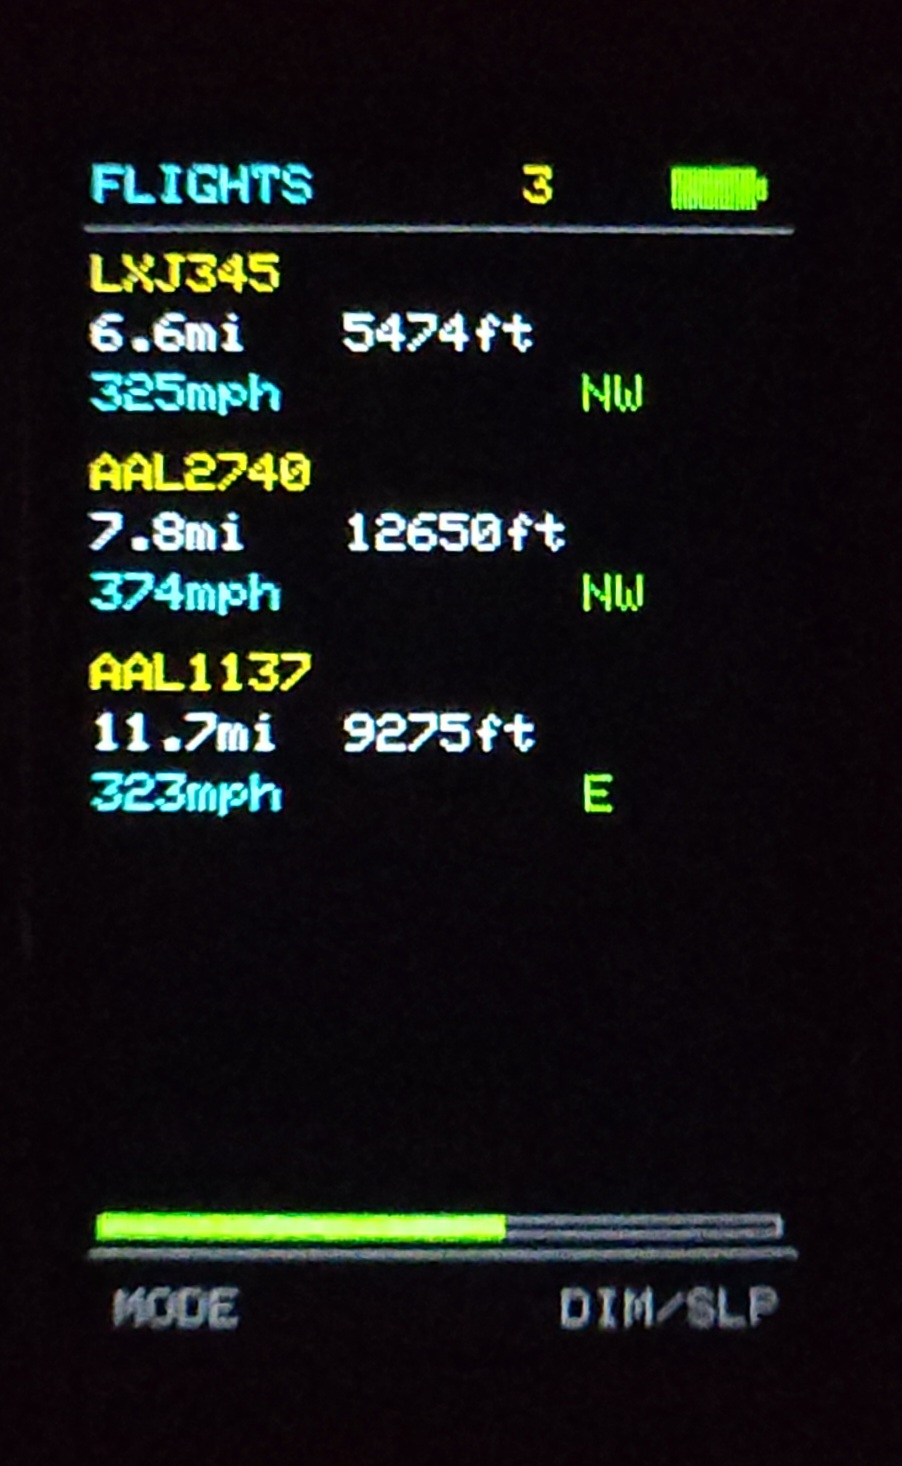 FLIGHTS 3
LXJ345
6.6mi 5474ft
325mph NW
AAL2740
7.8mi 12650ft
374mph NW
AAL1137
11.7mi 9275ft
323mph E
MODE DIM/SLP